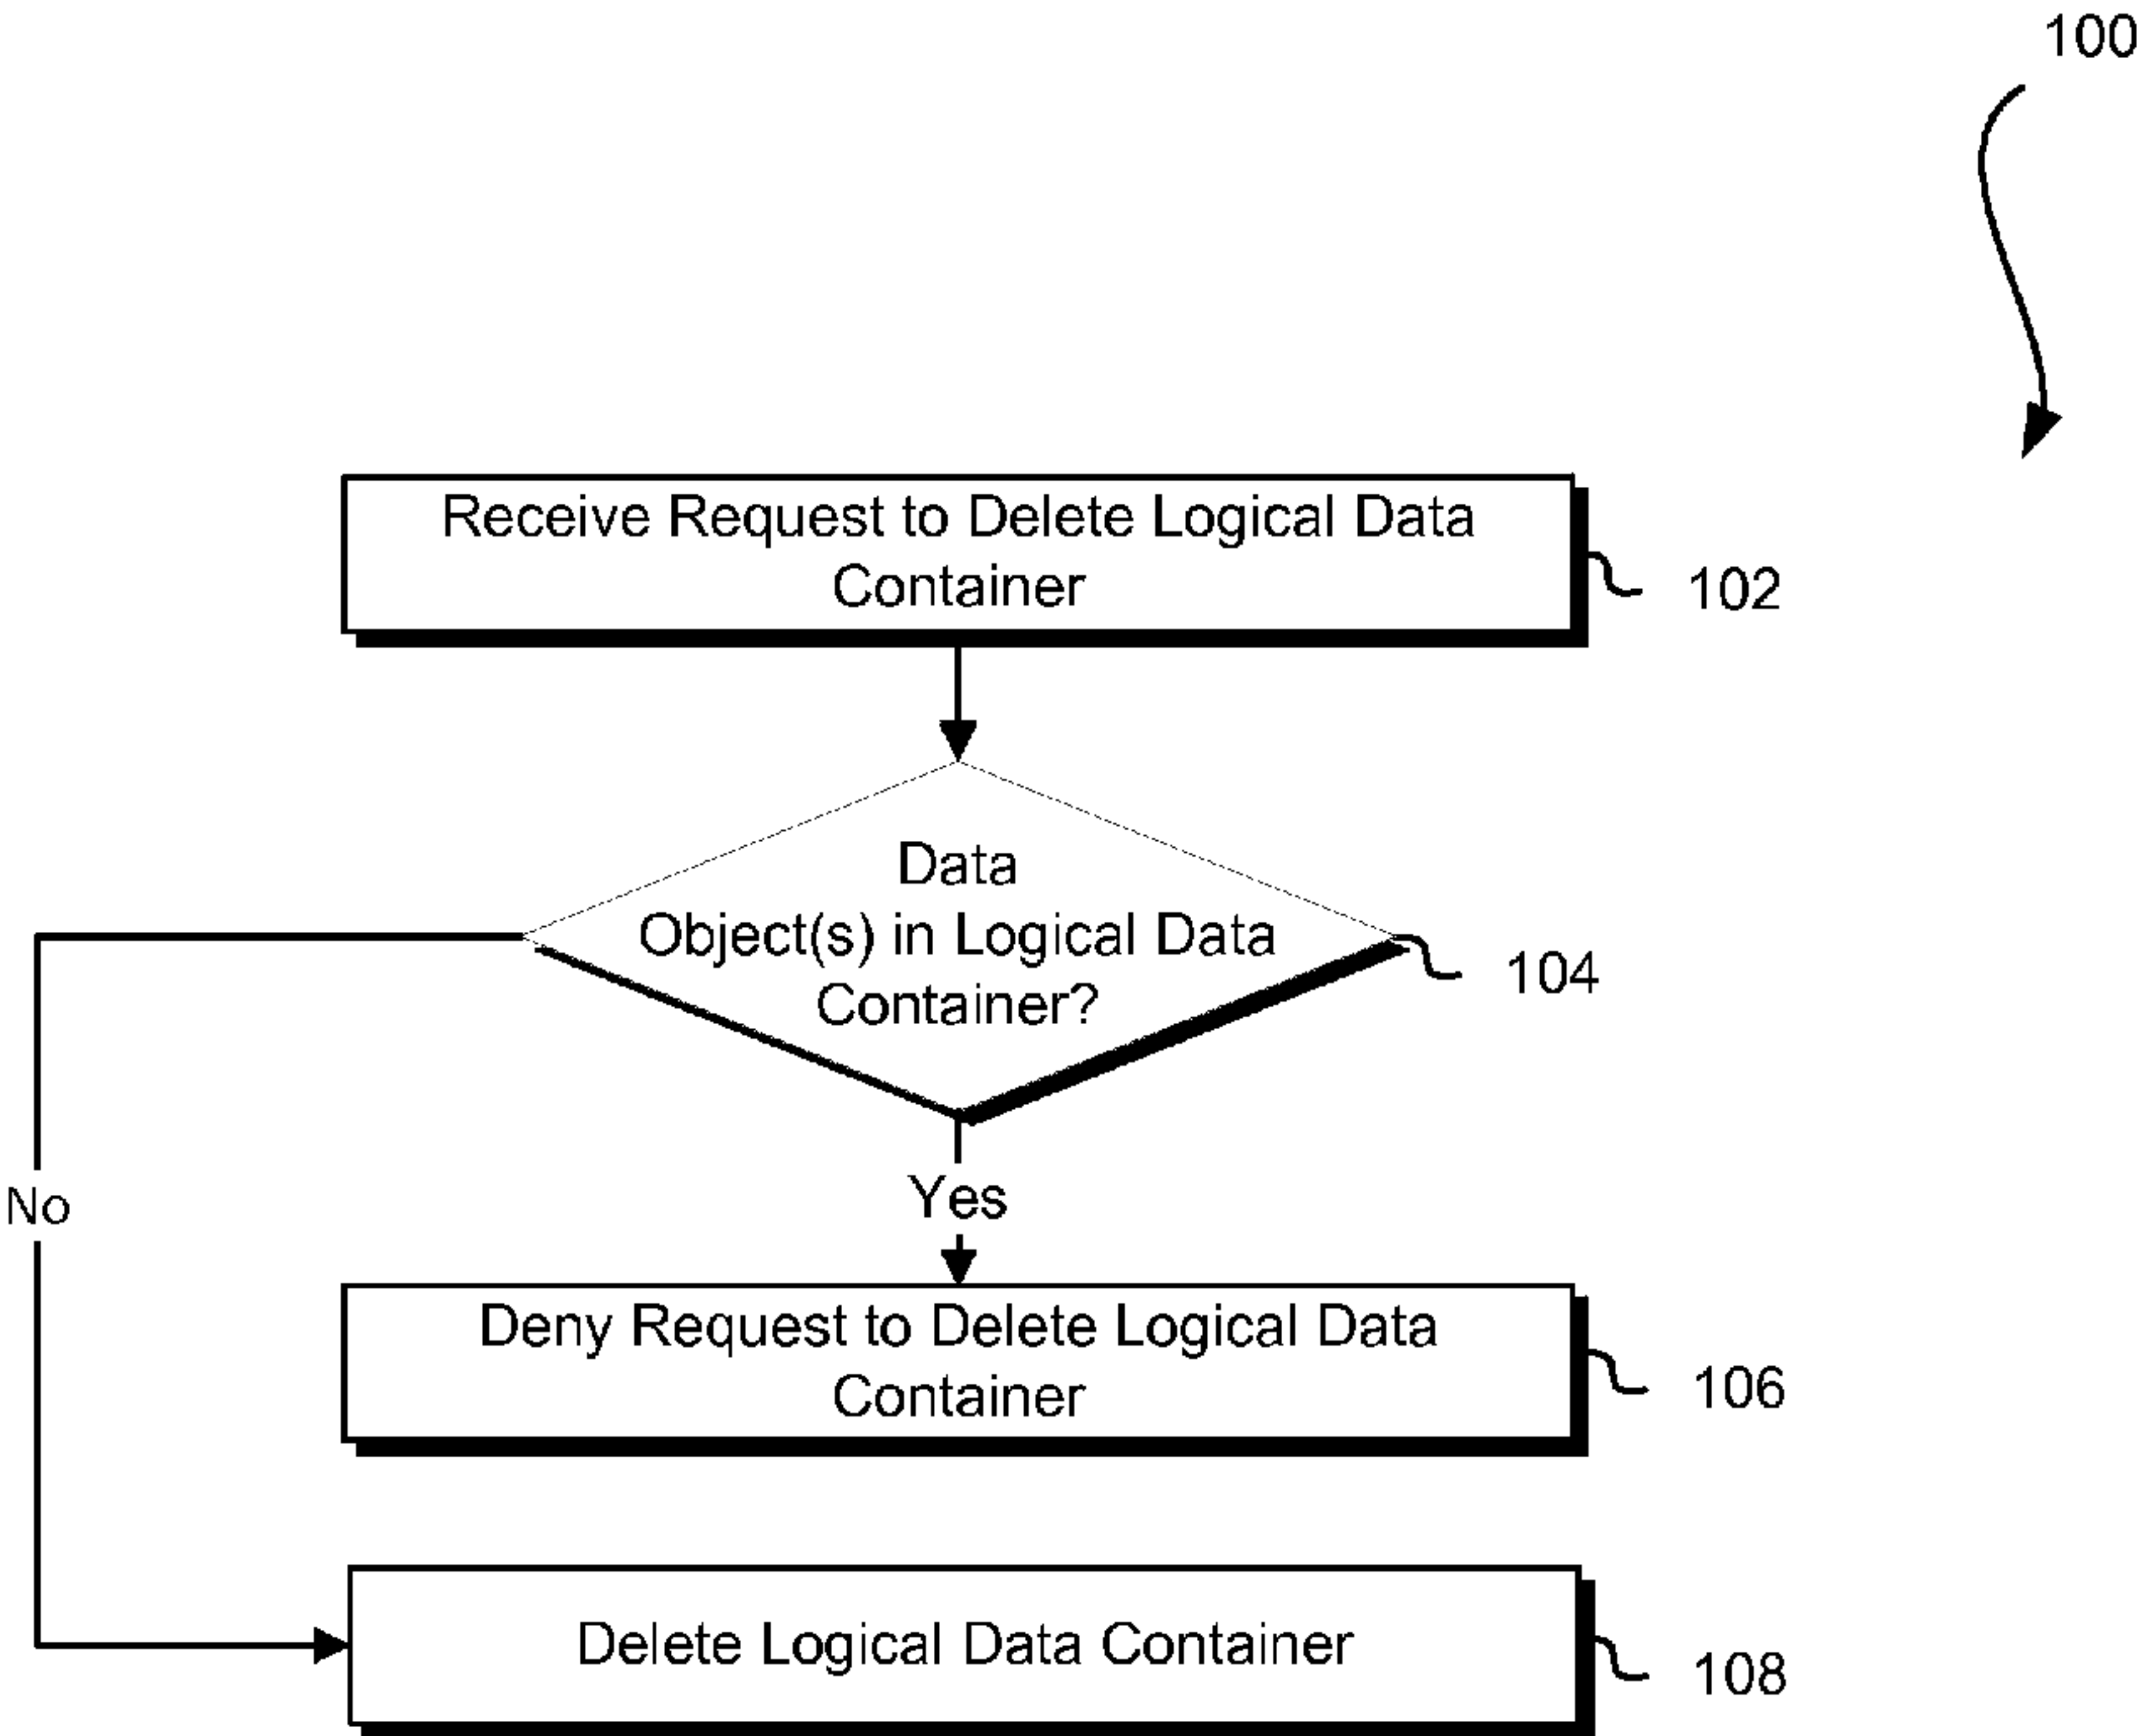 100
Receive Request to Delete Logical Data
Container
102
Data
Object(s) in Logical Data
Container?
104
No
Yes
Deny Request to Delete Logical Data
Container
106
Delete Logical Data Container
108